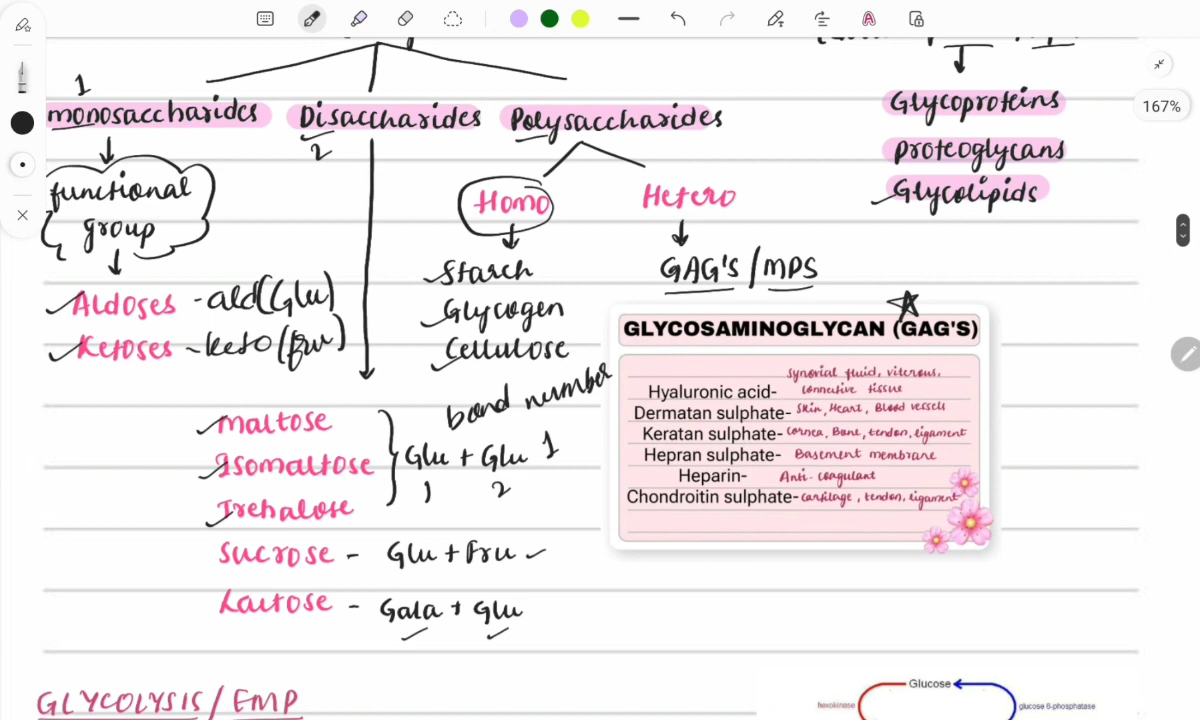 167%
1
monosaccharides
Disaccharides
2
Polysaccharides
functional
group
Aldoses - ald(Glu)
Ketoses - keto (fru)
Homo
Starch
Glycogen
Cellulose
Hetero
GAG's / MPS
Glycoproteins
proteoglycans
Glycolipids
GLYCOSAMINOGLYCAN (GAG'S)
Hyaluronic acid- synovial fluid, viterous, connective tissue
Dermatan sulphate- Skin, Heart, Blood vessels
Keratan sulphate- Cornea, Bone, tendon, ligament
Hepran sulphate- Basement membrane
Heparin- Anti-coagulant
Chondroitin sulphate- cartilage, tendon, ligament
bond number
maltose
Isomaltose
Trehalose
Glu + Glu 1
1 2
Sucrose - Glu + Fru
Lactose - Gala + Glu
GLYCOLYSIS / EMP
Glucose
hexokinase
glucose 6-phosphatase